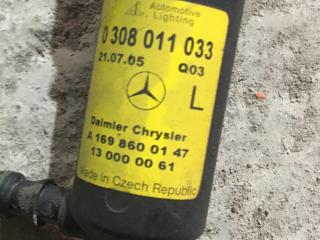 Automotive
Lighting
0 308 011 033
21.07.05 Q03
L
Daimler Chrysler
A 169 860 01 47
13 000 00 61
Made in Czech Republic